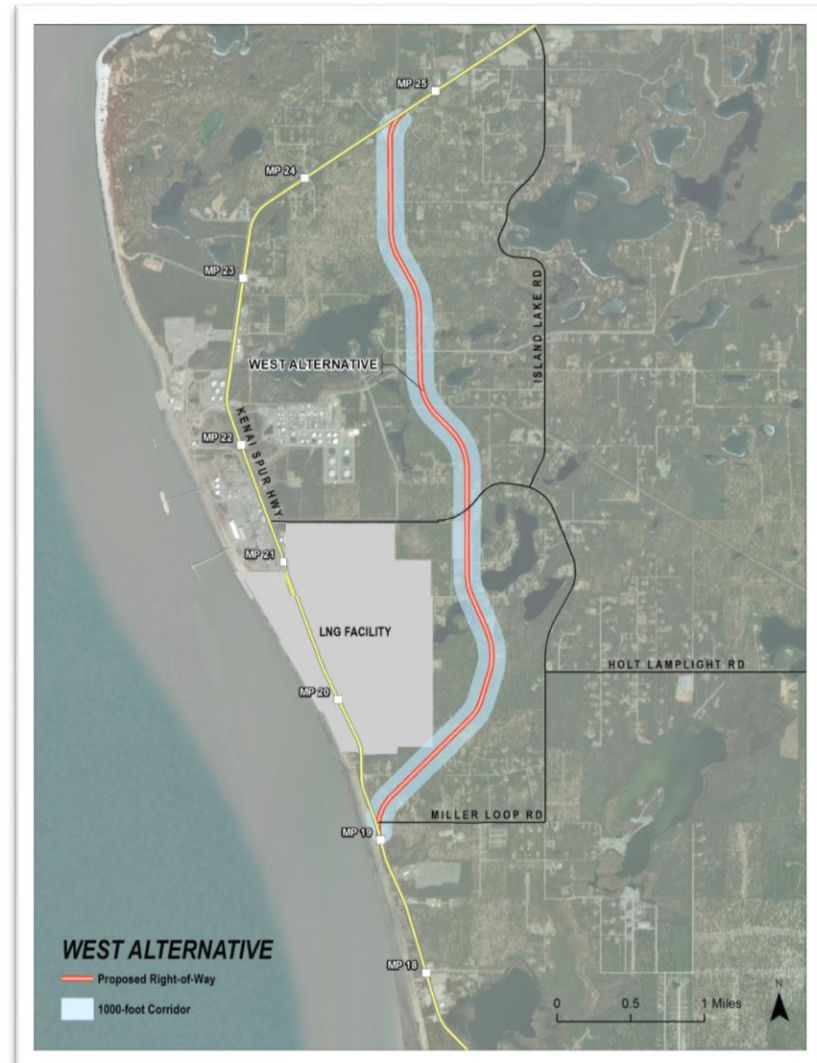 MP 25
MP 24
MP 23
ISLAND LAKE RD
WEST ALTERNATIVE
KENAI SPUR HWY
MP 22
MP 21
LNG FACILITY
HOLT LAMPLIGHT RD
MP 20
MILLER LOOP RD
MP 19
WEST ALTERNATIVE
Proposed Right-of-Way
1000-foot Corridor
MP 18
N
0 0.5 1 Miles